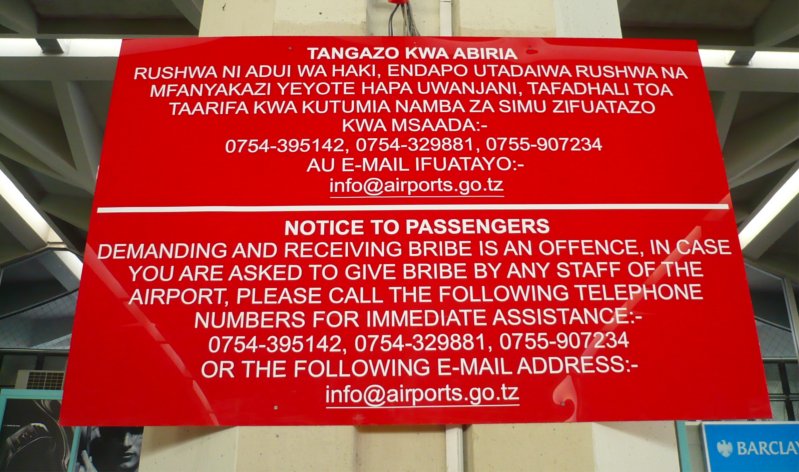 TANGAZO KWA ABIRIA
RUSHWA NI ADUI WA HAKI, ENDAPO UTADAIWA RUSHWA NA
MFANYAKAZI YEYOTE HAPA UWANJANI, TAFADHALI TOA
TAARIFA KWA KUTUMIA NAMBA ZA SIMU ZIFUATAZO
KWA MSAADA:-
0754-395142, 0754-329881, 0755-907234
AU E-MAIL IFUATAYO:-
info@airports.go.tz
NOTICE TO PASSENGERS
DEMANDING AND RECEIVING BRIBE IS AN OFFENCE, IN CASE
YOU ARE ASKED TO GIVE BRIBE BY ANY STAFF OF THE
AIRPORT, PLEASE CALL THE FOLLOWING TELEPHONE
NUMBERS FOR IMMEDIATE ASSISTANCE:-
0754-395142, 0754-329881, 0755-907234
OR THE FOLLOWING E-MAIL ADDRESS:-
info@airports.go.tz
BARCLAY